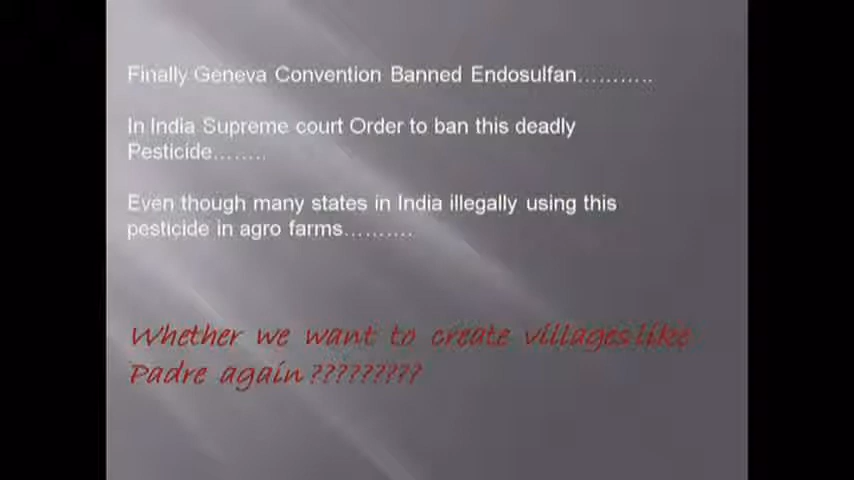 Finally Geneva Convention Banned Endosulfan………..
In India Supreme court Order to ban this deadly
Pesticide……..
Even though many states in India illegally using this
pesticide in agro farms……….
Whether we want to create villages like
Padre again ?????????